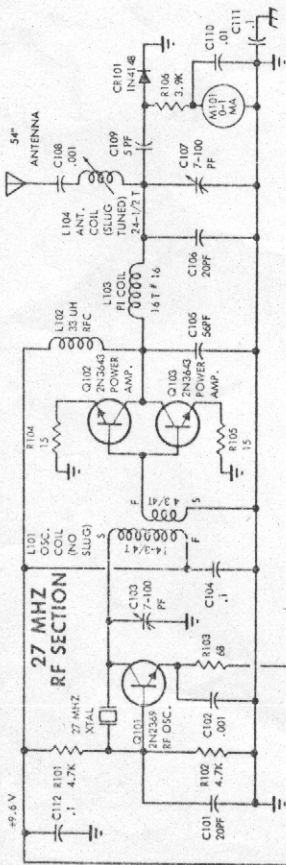 +9.6 V
27 MHZ
RF SECTION
C112
.1
R101
4.7K
27 MHZ
XTAL
Q101
2N2369
RF OSC.
R102
4.7K
C101
20PF
C102
.001
R103
68
C103
7-100
PF
C104
.1
L101
OSC.
COIL
(NO
SLUG)
S
14-3/4 T
F
F
4 3/4T
S
R104
15
Q102
2N3643
POWER
AMP.
Q103
2N3643
POWER
AMP.
R105
15
L102
33 UH
RFC
L103
PI COIL
16 T # 16
C105
56PF
C106
20PF
54"
ANTENNA
C108
.001
L104
ANT.
COIL
(SLUG
TUNED)
24-1/2 T
C107
7-100
PF
C109
5 PF
CR101
1N4148
R106
3.9K
M101
0-1
MA
C110
.01
C111
.1